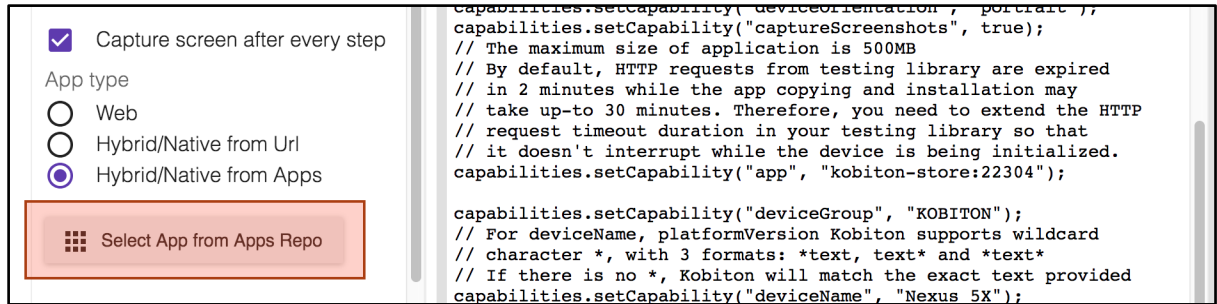 Capture screen after every step
App type
Web
Hybrid/Native from Url
Hybrid/Native from Apps
Select App from Apps Repo
capabilities.setCapability("deviceOrientation", "portrait");
capabilities.setCapability("captureScreenshots", true);
// The maximum size of application is 500MB
// By default, HTTP requests from testing library are expired
// in 2 minutes while the app copying and installation may
// take up-to 30 minutes. Therefore, you need to extend the HTTP
// request timeout duration in your testing library so that
// it doesn't interrupt while the device is being initialized.
capabilities.setCapability("app", "kobiton-store:22304");
capabilities.setCapability("deviceGroup", "KOBITON");
// For deviceName, platformVersion Kobiton supports wildcard
// character *, with 3 formats: *text, text* and *text*
// If there is no *, Kobiton will match the exact text provided
capabilities.setCapability("deviceName", "Nexus 5X");